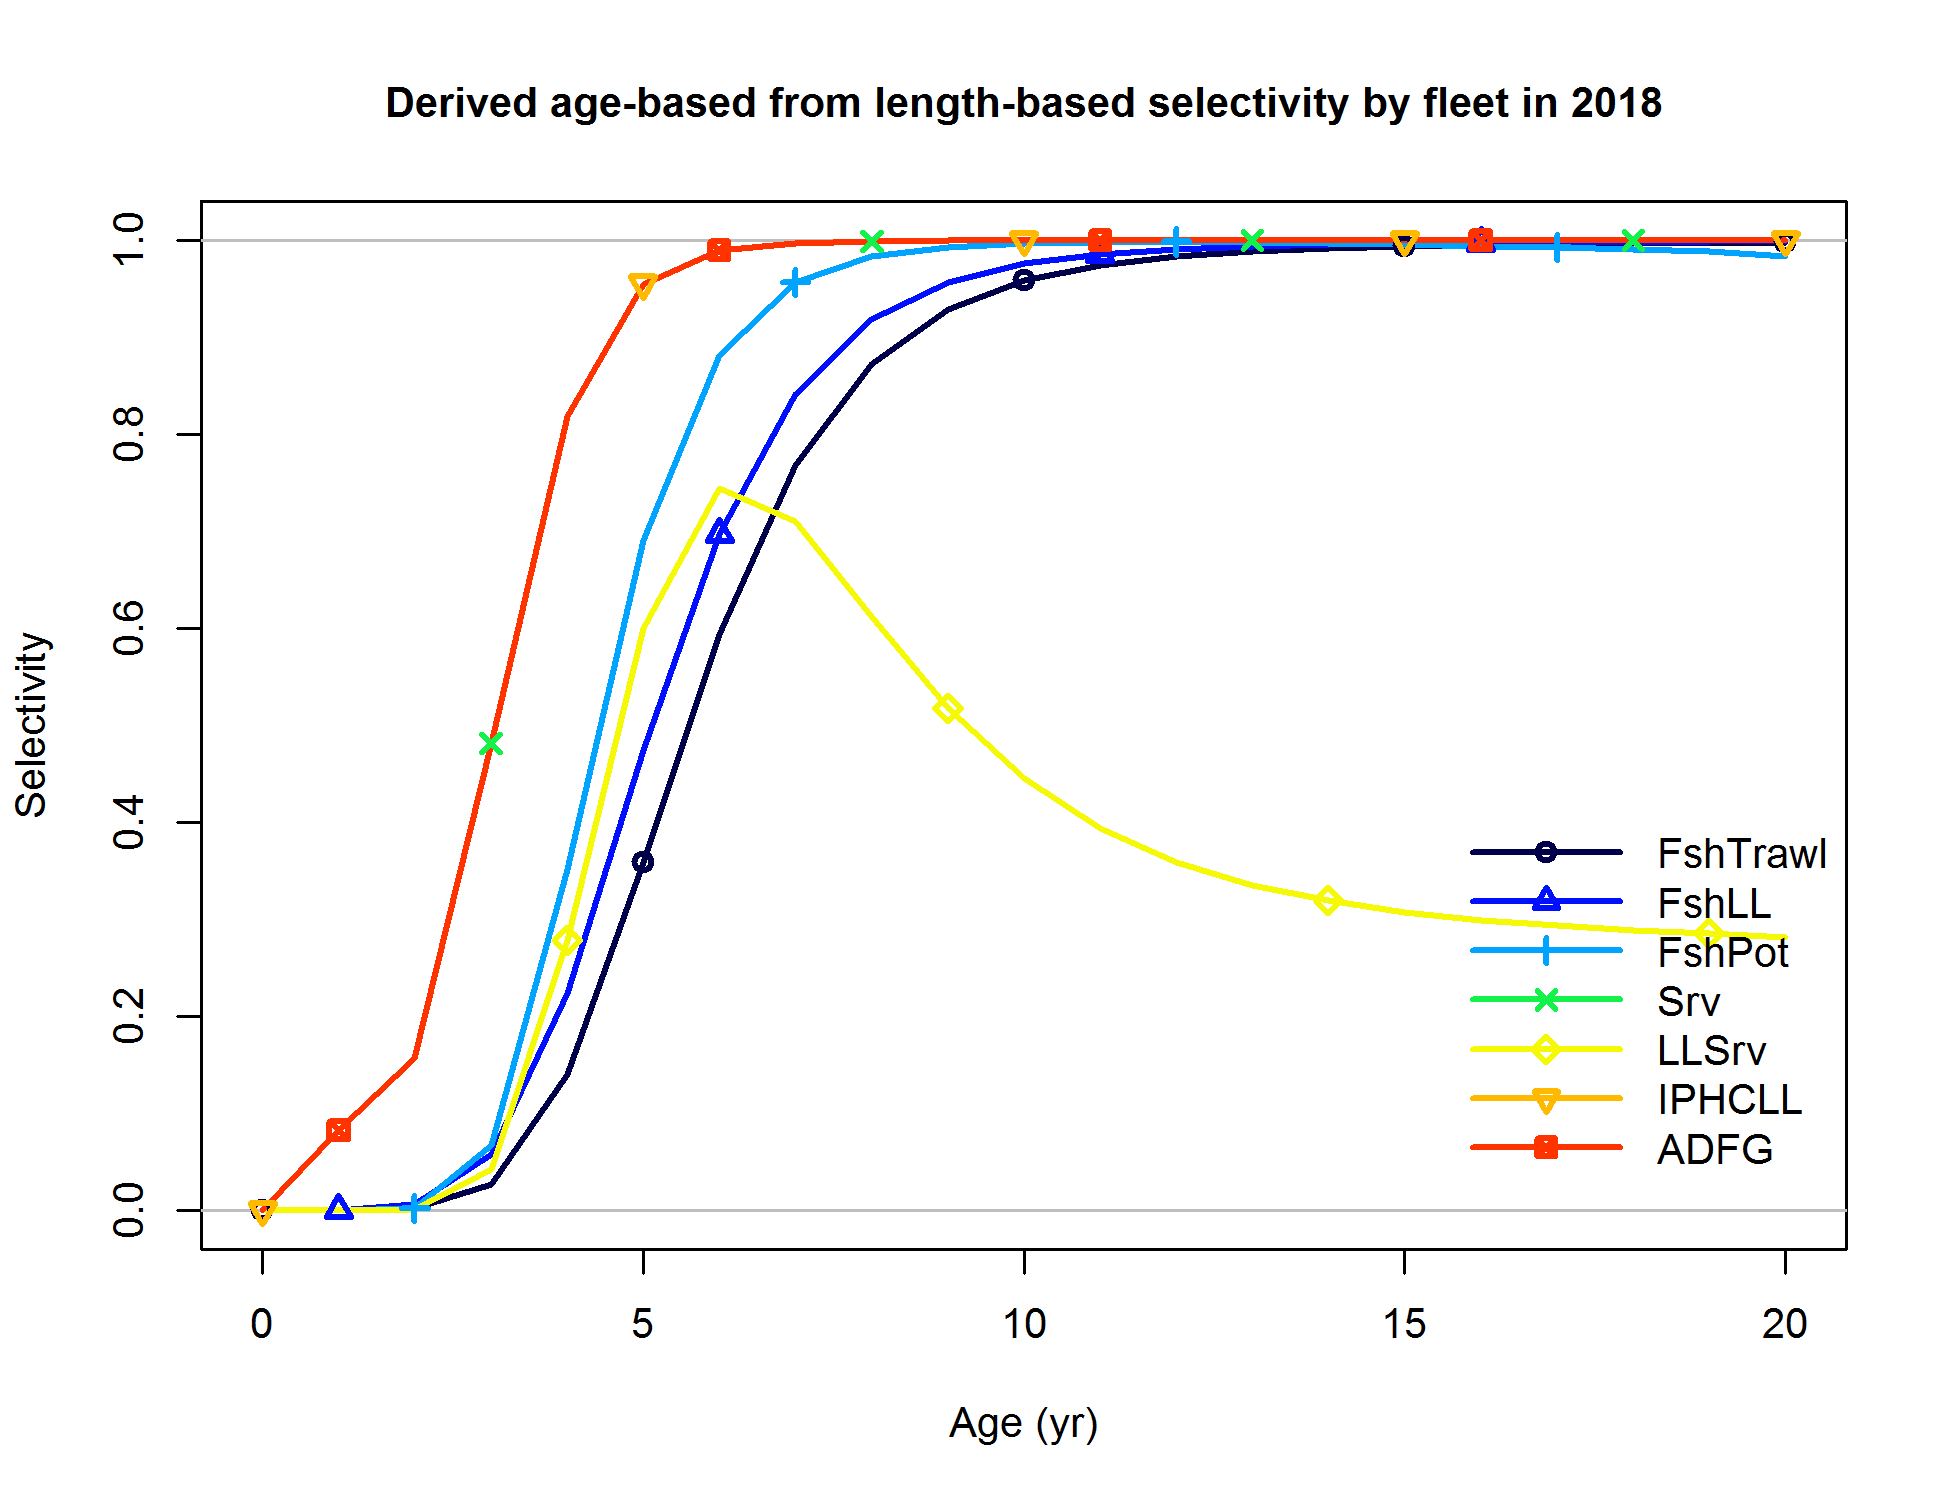 Derived age-based from length-based selectivity by fleet in 2018
1.0
0.8
0.6
0.4
0.2
0.0
Selectivity
FshTrawl
FshLL
FshPot
Srv
LLSrv
IPHCLL
ADFG
0 5 10 15 20
Age (yr)